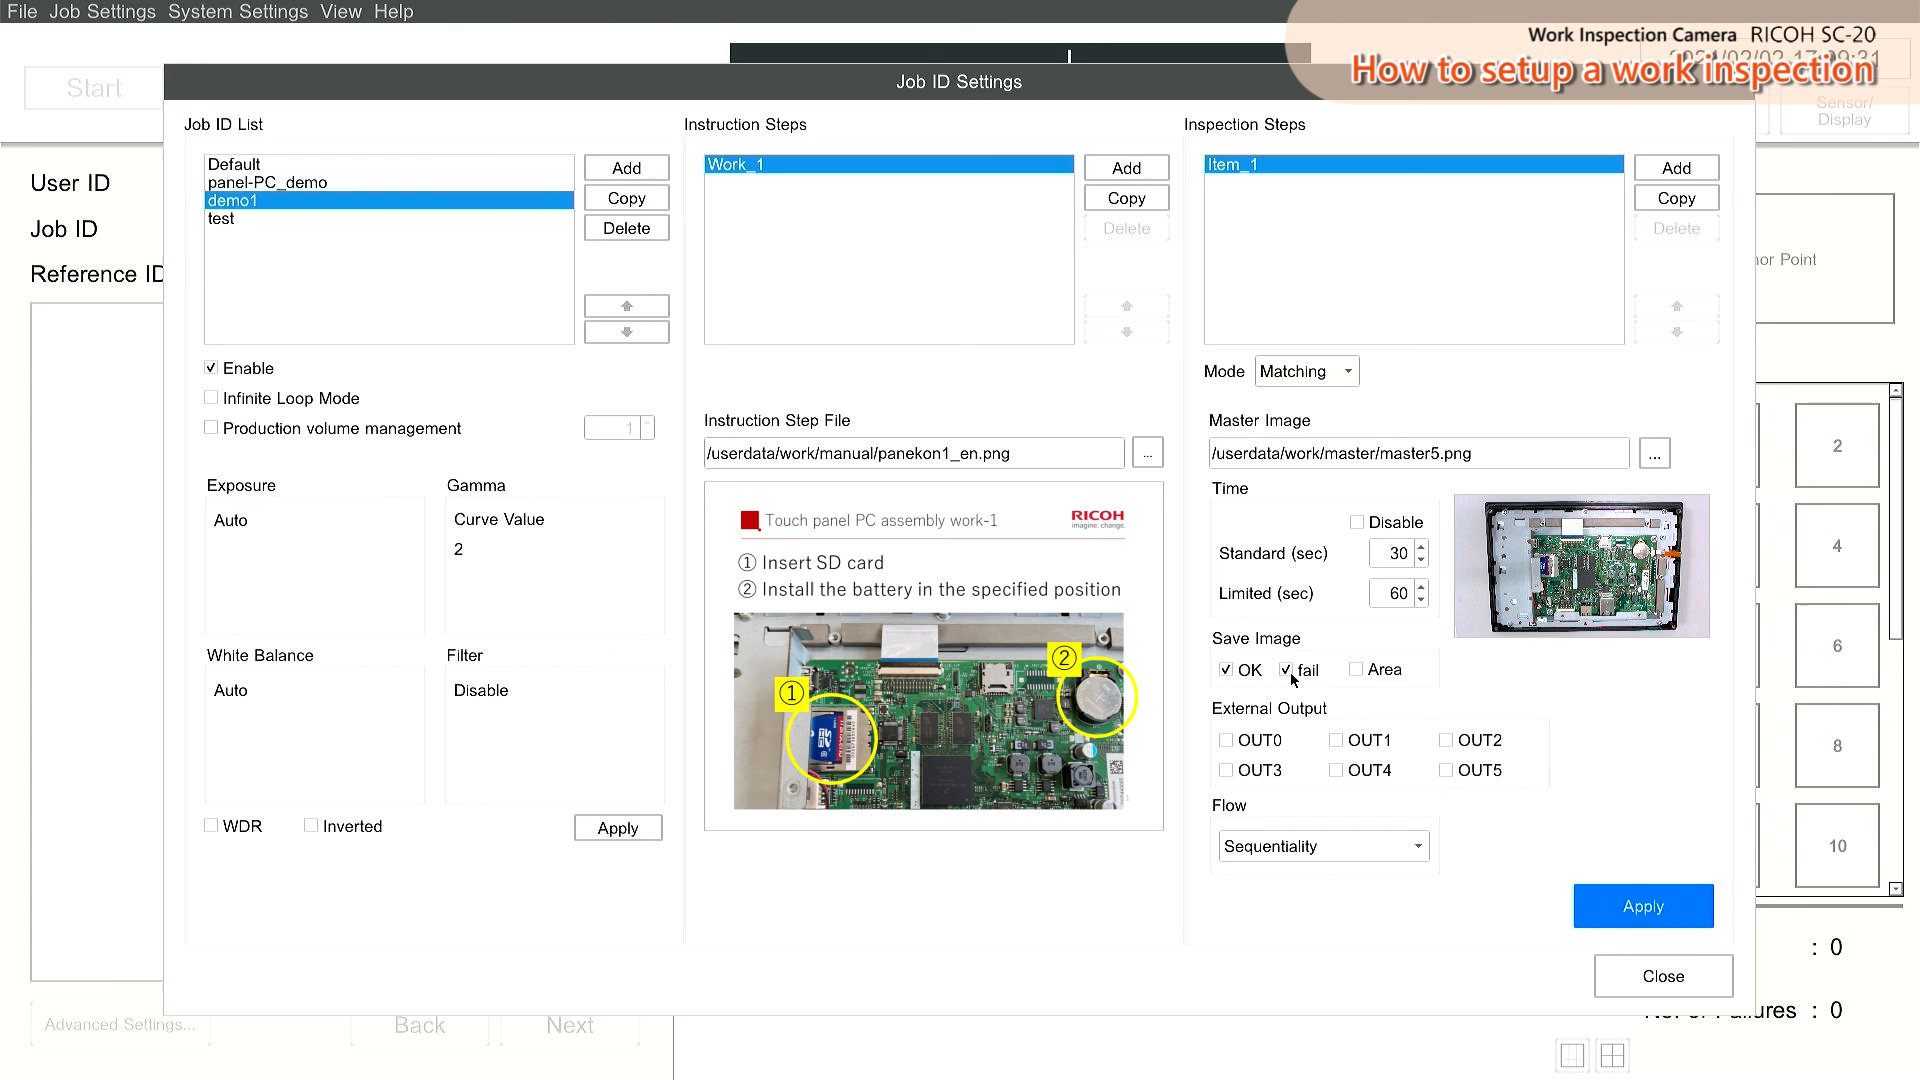 File Job Settings System Settings View Help
Work Inspection Camera RICOH SC-20
How to setup a work inspection
Start
Job ID Settings
Sensor/
Display
Job ID List
Instruction Steps
Inspection Steps
User ID
Job ID
Reference ID
Default
panel-PC_demo
demo1
test
Add
Copy
Delete
Work_1
Add
Copy
Delete
Item_1
Add
Copy
Delete
Point
Enable
Infinite Loop Mode
Production volume management 1
Mode Matching
Instruction Step File
/userdata/work/manual/panekon1_en.png ...
Master Image
/userdata/work/master/master5.png ...
Exposure
Auto
Gamma
Curve Value
2
White Balance
Auto
Filter
Disable
WDR Inverted Apply
Touch panel PC assembly work-1
RICOH
imagine. change.
① Insert SD card
② Install the battery in the specified position
①
②
Time
Disable
Standard (sec) 30
Limited (sec) 60
Save Image
OK fail Area
External Output
OUT0 OUT1 OUT2
OUT3 OUT4 OUT5
Flow
Sequentiality
Apply
Close
2
4
6
8
10
: 0
: 0
Advanced Settings...
Back
Next